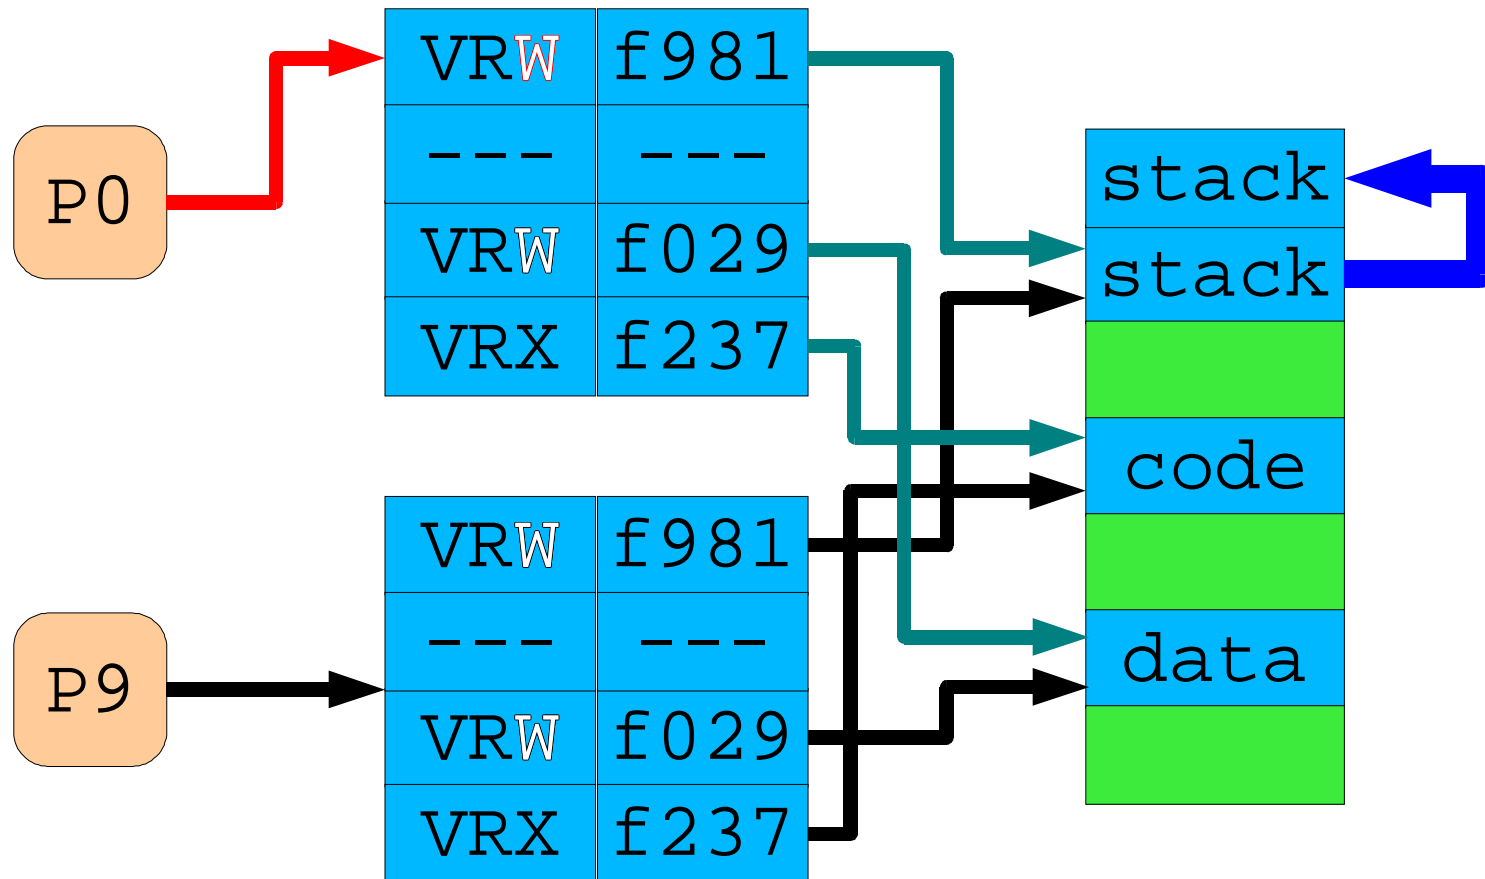 P0
VRW f981
--- ---
VRW f029
VRX f237
P9
VRW f981
--- ---
VRW f029
VRX f237
stack
stack
code
data